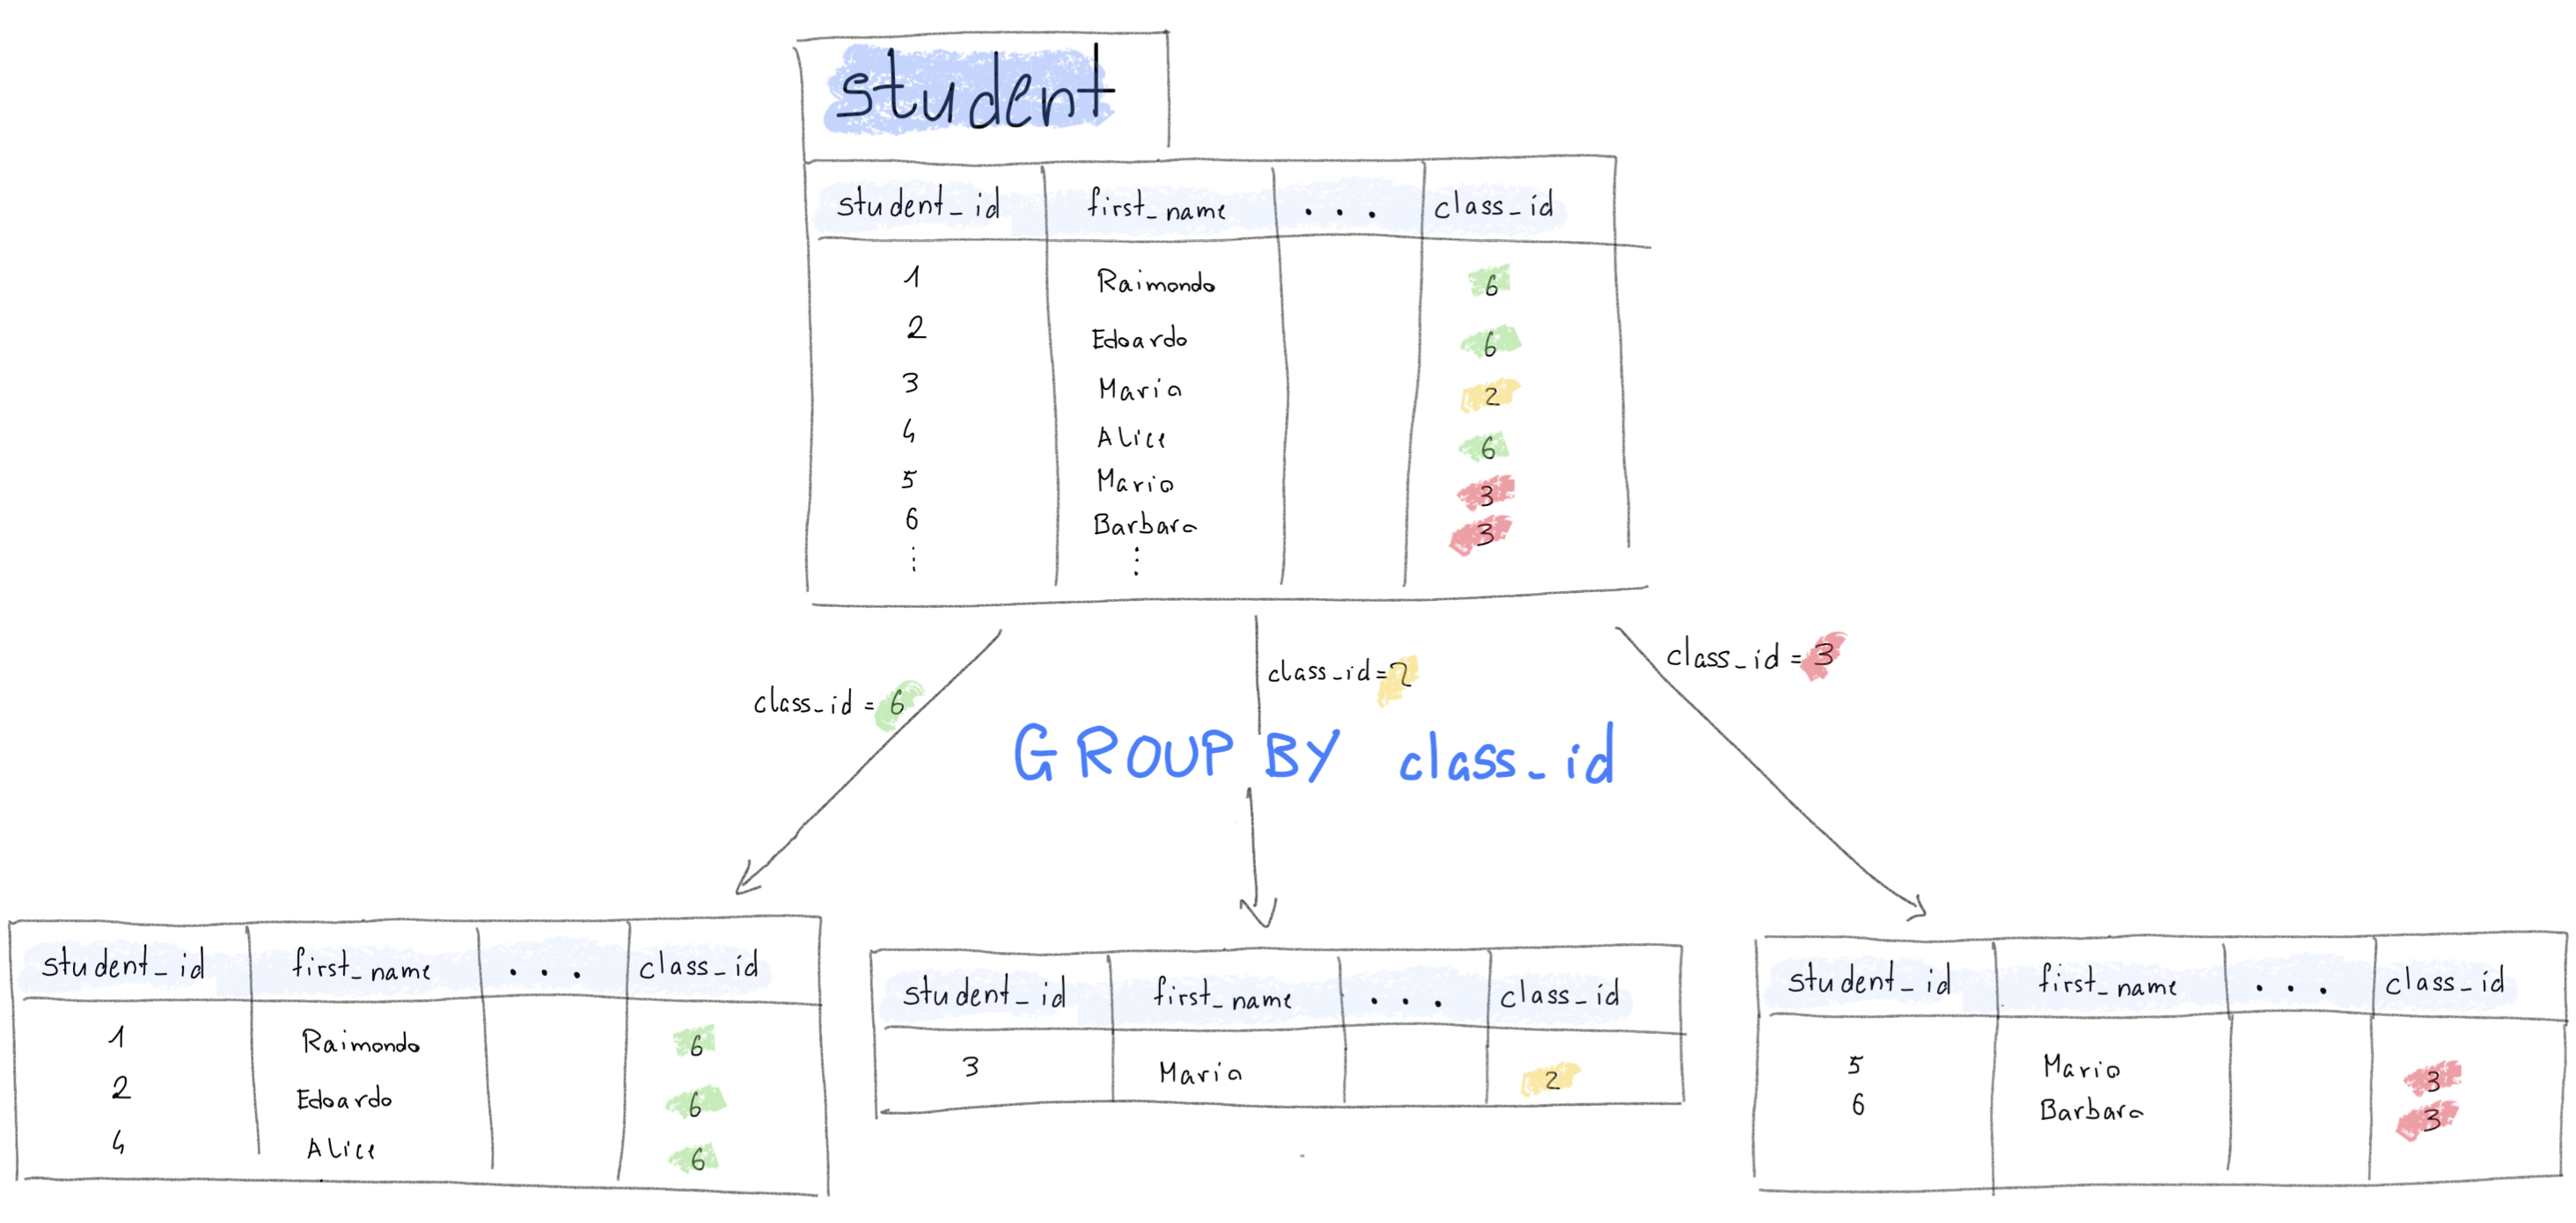 student
student_id first_name ... class_id
1 Raimondo 6
2 Edoardo 6
3 Maria 2
4 Alice 6
5 Mario 3
6 Barbara 3
⋮ ⋮
class_id = 6
class_id = 2
class_id = 3
GROUP BY class_id
student_id first_name ... class_id
1 Raimondo 6
2 Edoardo 6
4 Alice 6
student_id first_name ... class_id
3 Maria 2
student_id first_name ... class_id
5 Mario 3
6 Barbara 3